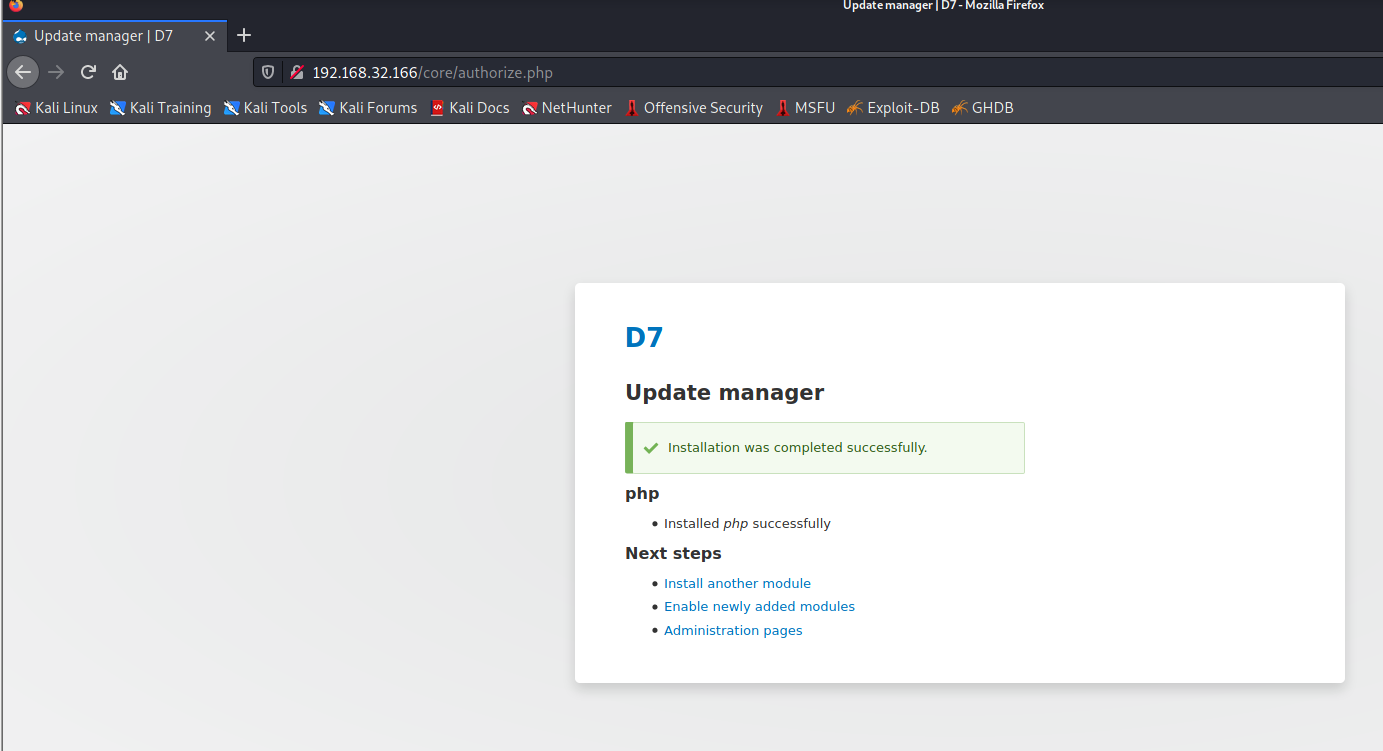 Update manager | D7 - Mozilla Firefox
Update manager | D7
192.168.32.166/core/authorize.php
Kali Linux Kali Training Kali Tools Kali Forums Kali Docs NetHunter Offensive Security MSFU Exploit-DB GHDB
D7
Update manager
Installation was completed successfully.
php
Installed php successfully
Next steps
Install another module
Enable newly added modules
Administration pages